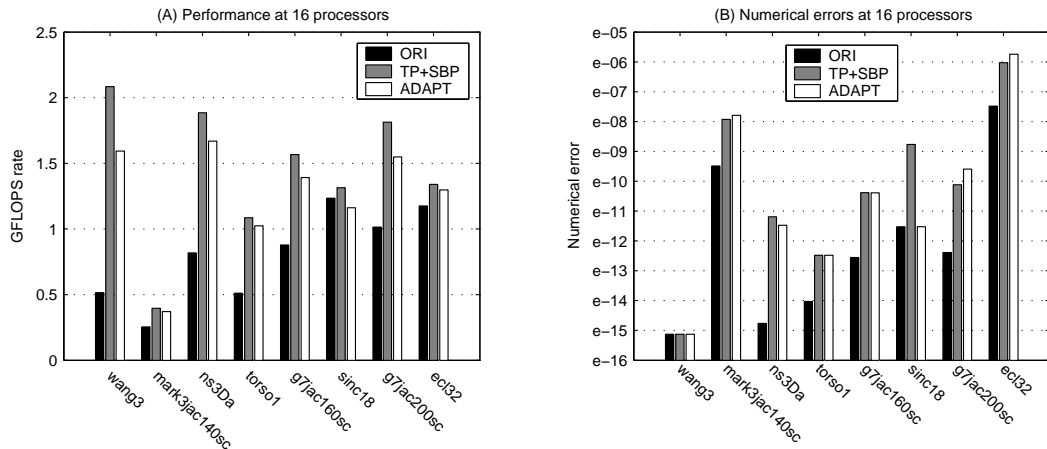 (A) Performance at 16 processors
2.5
2
1.5
1
0.5
0
GFLOPS rate
ORI
TP+SBP
ADAPT
wang3
mark3jac140sc
ns3Da
torso1
g7jac160sc
sinc18
g7jac200sc
ecl32
(B) Numerical errors at 16 processors
e−05
e−06
e−07
e−08
e−09
e−10
e−11
e−12
e−13
e−14
e−15
e−16
Numerical error
ORI
TP+SBP
ADAPT
wang3
mark3jac140sc
ns3Da
torso1
g7jac160sc
sinc18
g7jac200sc
ecl32